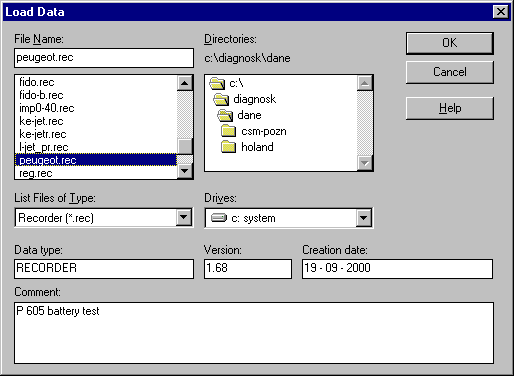 Load Data
File Name:
peugeot.rec
fido.rec
fido-b.rec
imp0-40.rec
ke-jet.rec
ke-jetr.rec
l-jet_pr.rec
peugeot.rec
reg.rec
Directories:
c:\diagnosk\dane
c:\
diagnosk
dane
csm-pozn
holand
OK
Cancel
Help
List Files of Type:
Recorder (*.rec)
Drives:
c: system
Data type:
RECORDER
Version:
1.68
Creation date:
19 - 09 - 2000
Comment:
P 605 battery test